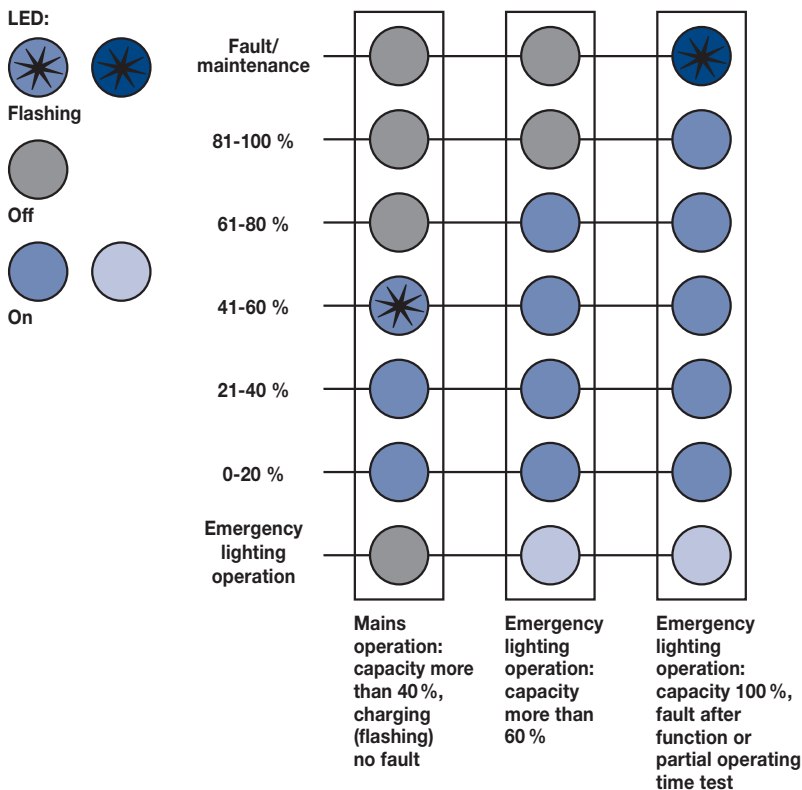 LED:
Flashing
Off
On
Fault/
maintenance
81-100 %
61-80 %
41-60 %
21-40 %
0-20 %
Emergency
lighting
operation
Mains
operation:
capacity more
than 40 %,
charging
(flashing)
no fault
Emergency
lighting
operation:
capacity
more than
60 %
Emergency
lighting
operation:
capacity 100 %,
fault after
function or
partial operating
time test